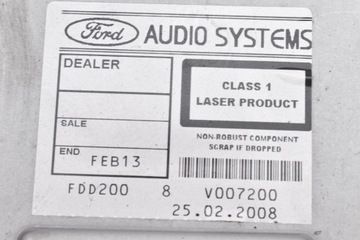 Ford AUDIO SYSTEMS
DEALER
CLASS 1
LASER PRODUCT
SALE
NON-ROBUST COMPONENT
SCRAP IF DROPPED
END FEB13
FDD200 8 V007200
25.02.2008